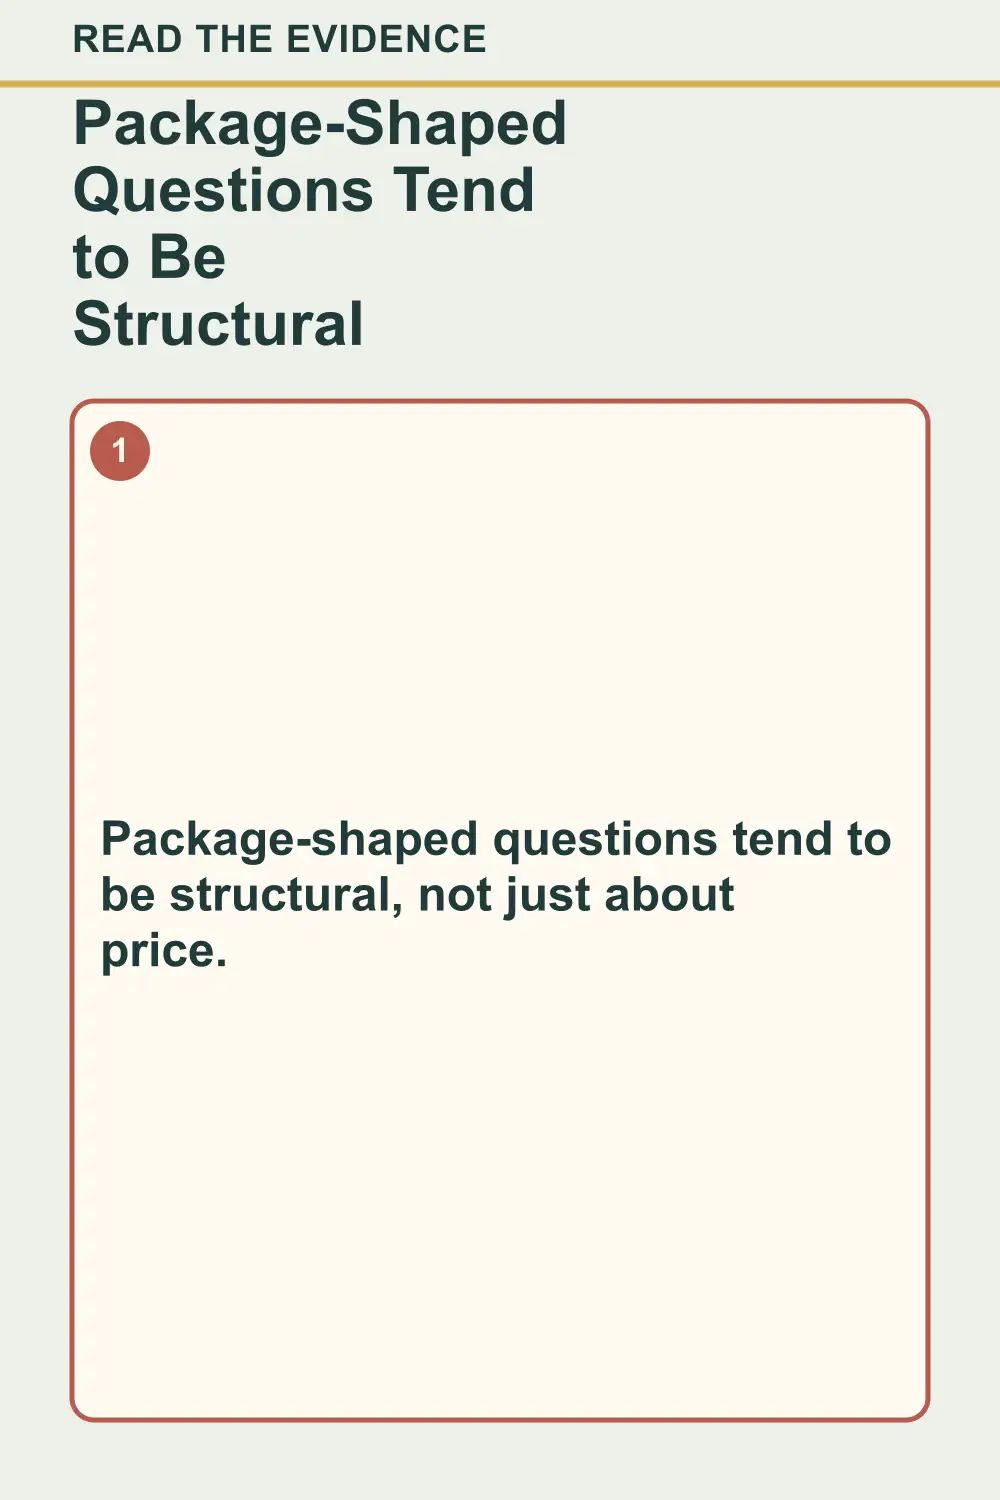 READ THE EVIDENCE
Package-Shaped
Questions Tend
to Be
Structural
1
Package-shaped questions tend to
be structural, not just about
price.